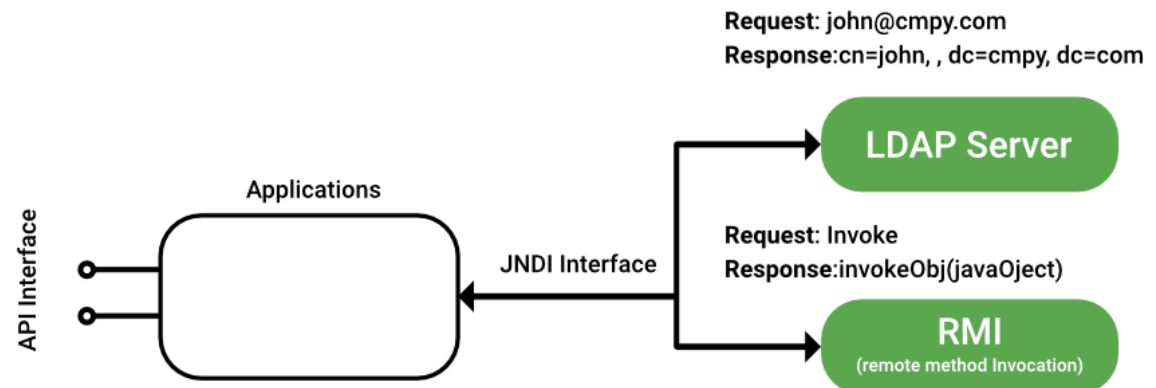 Request: john@cmpy.com
Response:cn=john, , dc=cmpy, dc=com
LDAP Server
Applications
API Interface
JNDI Interface
Request: Invoke
Response:invokeObj(javaOject)
RMI
(remote method Invocation)